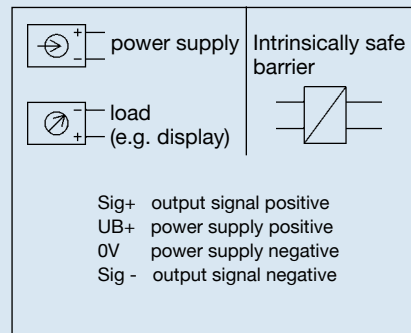 +
-
power supply
-
+
load
(e.g. display)
Intrinsically safe
barrier
Sig+ output signal positive
UB+ power supply positive
0V power supply negative
Sig - output signal negative